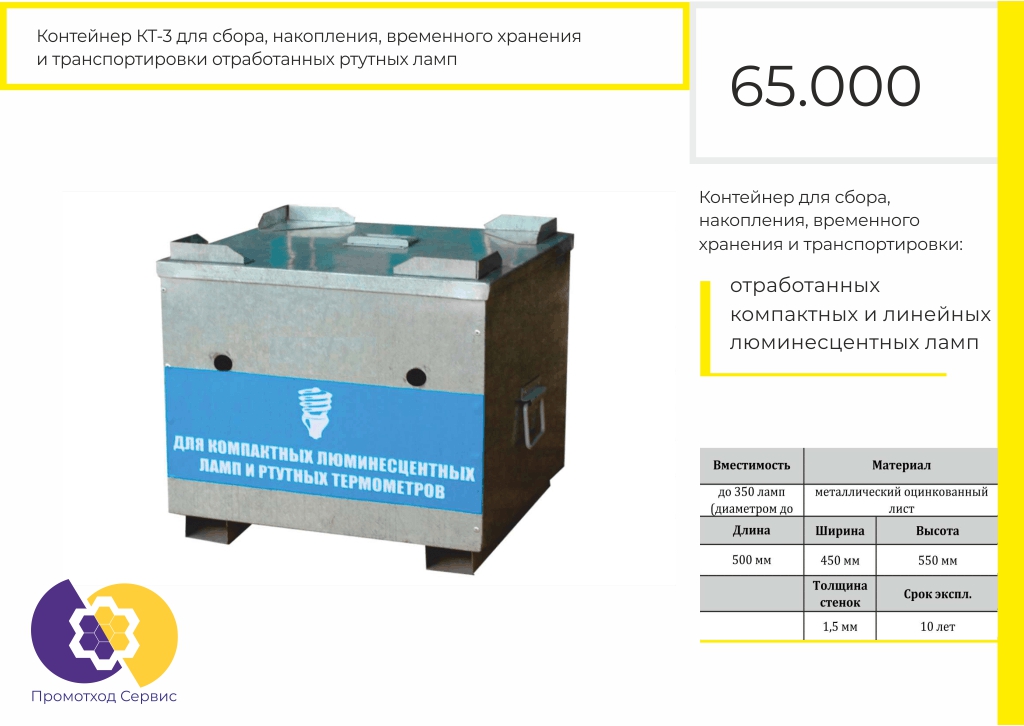 Контейнер КТ-3 для сбора, накопления, временного хранения
и транспортировки отработанных ртутных ламп
65.000
Контейнер для сбора,
накопления, временного
хранения и транспортировки:
отработанных
компактных и линейных
люминесцентных ламп
ДЛЯ КОМПАКТНЫХ ЛЮМИНЕСЦЕНТНЫХ
ЛАМП И РТУТНЫХ ТЕРМОМЕТРОВ
Вместимость Материал
до 350 ламп металлический оцинкованный
(диаметром до лист
Длина Ширина Высота
500 мм 450 мм 550 мм
Толщина
стенок Срок экспл.
1,5 мм 10 лет
Промотход Сервис